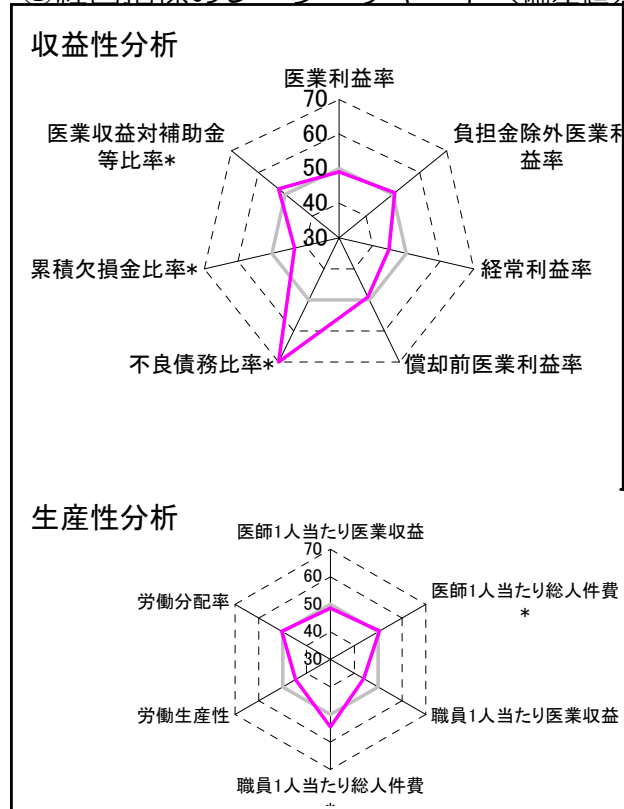 収益性分析
医業利益率
70
60
50
40
30
負担金除外医業利
益率
経常利益率
償却前医業利益率
不良債務比率*
累積欠損金比率*
医業収益対補助金
等比率*
生産性分析
医師1人当たり医業収益
70
60
50
40
30
医師1人当たり総人件費
*
職員1人当たり医業収益
職員1人当たり総人件費
*
労働生産性
労働分配率